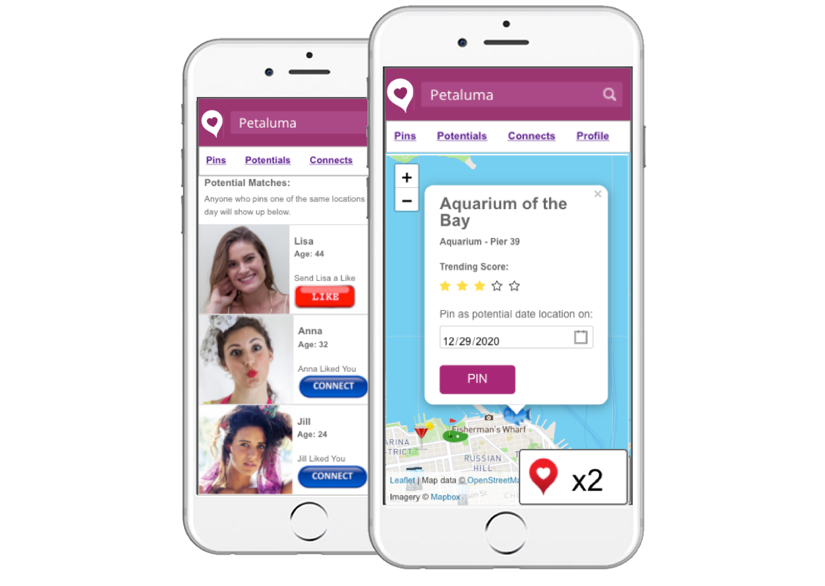 Petaluma
Pins Potentials Connects
Potential Matches:
Anyone who pins one of the same locations
day will show up below.
Lisa
Age: 44
Send Lisa a Like
LIKE
Anna
Age: 32
Anna Liked You
CONNECT
Jill
Age: 24
Jill Liked You
CONNECT
Petaluma
Pins Potentials Connects Profile
+
−
×
Aquarium of the
Bay
Aquarium - Pier 39
Trending Score:
Pin as potential date location on:
12/29/2020
PIN
Fisherman's Wharf
ARINA
STRICT
RUSSIAN
HILL
Leaflet | Map data © OpenStreetMa
Imagery © Mapbox
x2